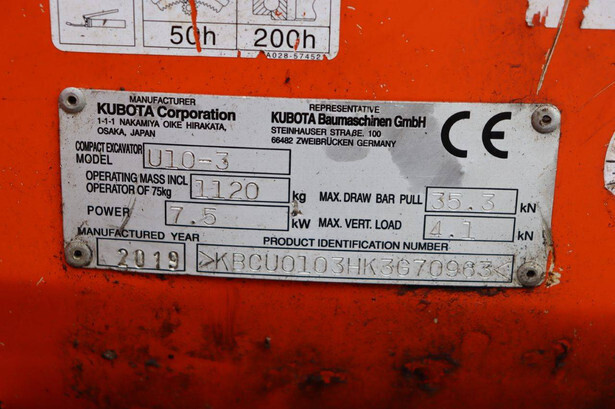 50h 200h
A028-57452
MANUFACTURER
KUBOTA Corporation
1-1-1 NAKAMIYA OIKE HIRAKATA,
OSAKA, JAPAN
REPRESENTATIVE
KUBOTA Baumaschinen GmbH
STEINHAUSER STRAßE 100
66482 ZWEIBRÜCKEN GERMANY
CE
COMPACT EXCAVATOR
MODEL U10-3
OPERATING MASS INCL
OPERATOR OF 75kg 1120 kg
MAX. DRAW BAR PULL 35.3 kN
POWER 7.5 kW
MAX. VERT. LOAD 4.1 kN
MANUFACTURED YEAR
2019
PRODUCT IDENTIFICATION NUMBER
>KBCU0103HK3G70983<